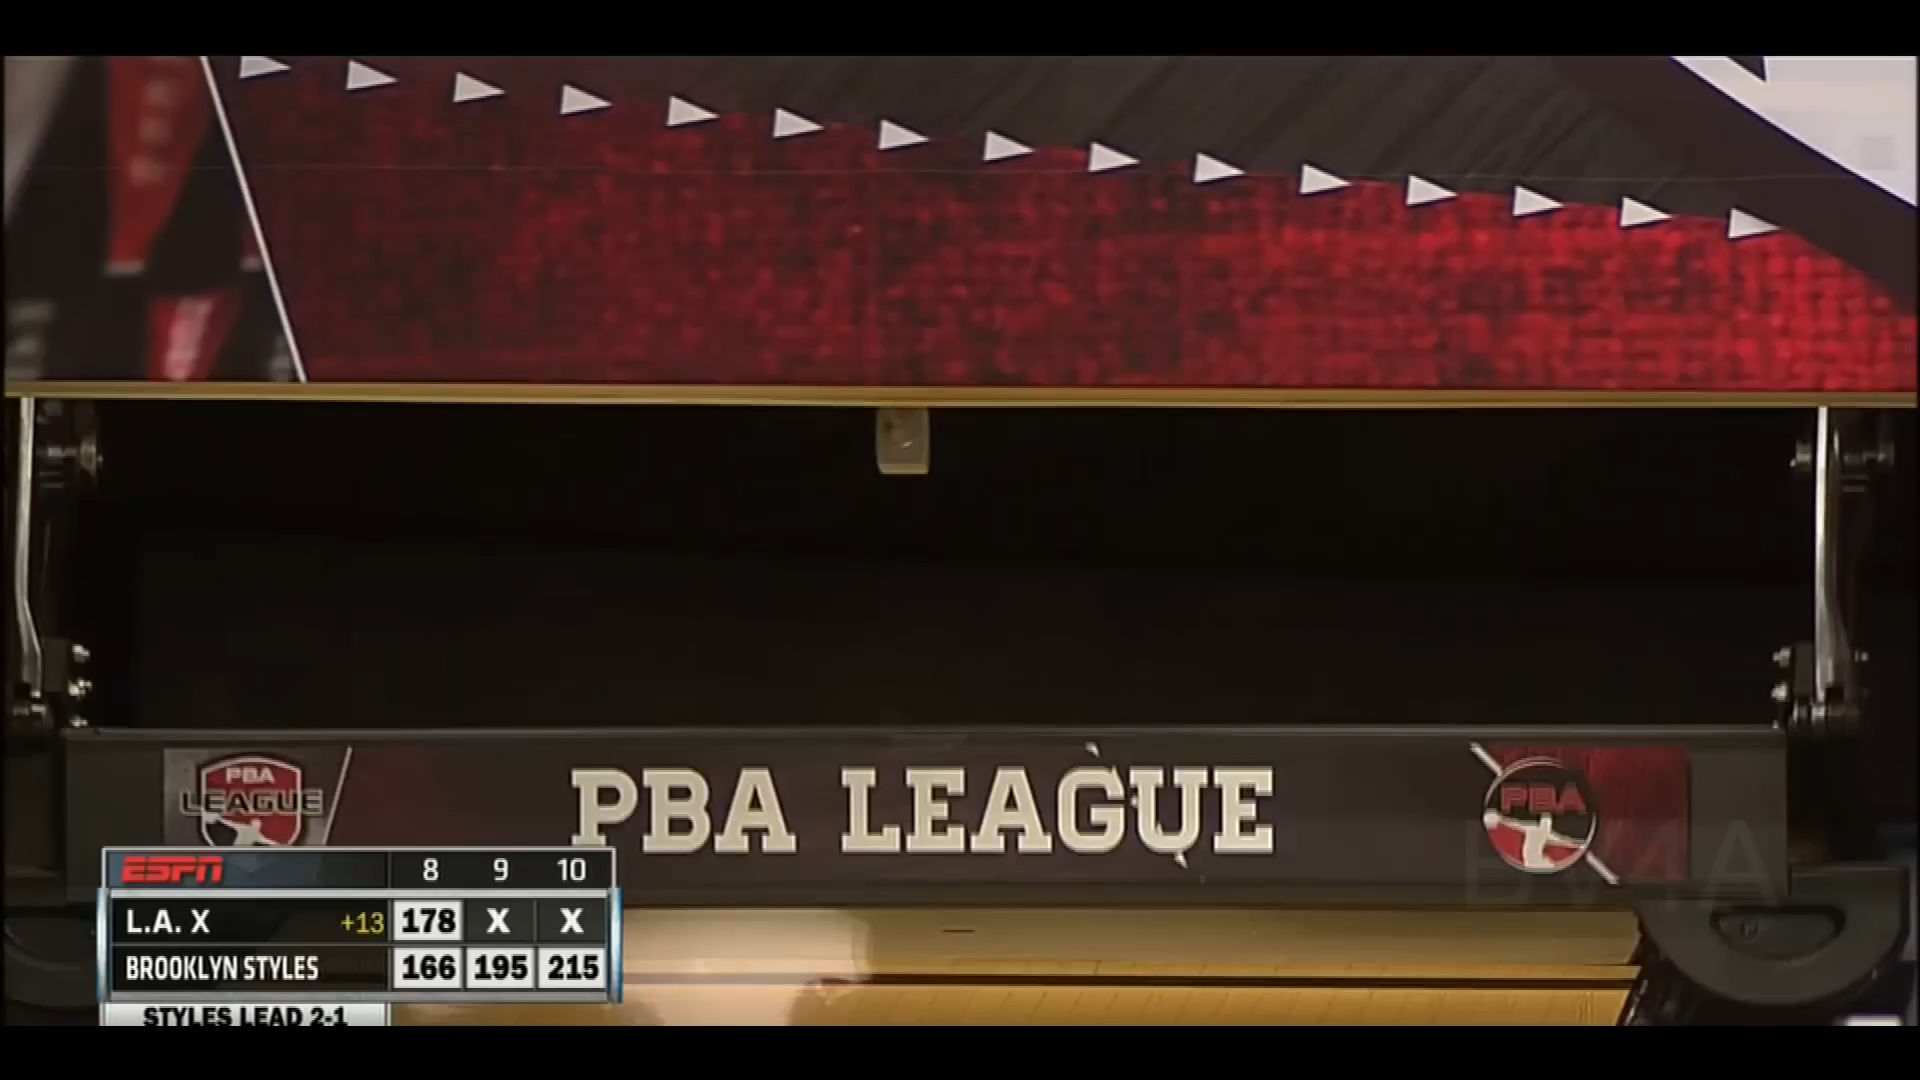 PBA
LEAGUE
PBA LEAGUE
PBA
BV4A
ESPN 8 9 10
L.A. X +13 178 X X
BROOKLYN STYLES 166 195 215
STYLES LEAD 2-1